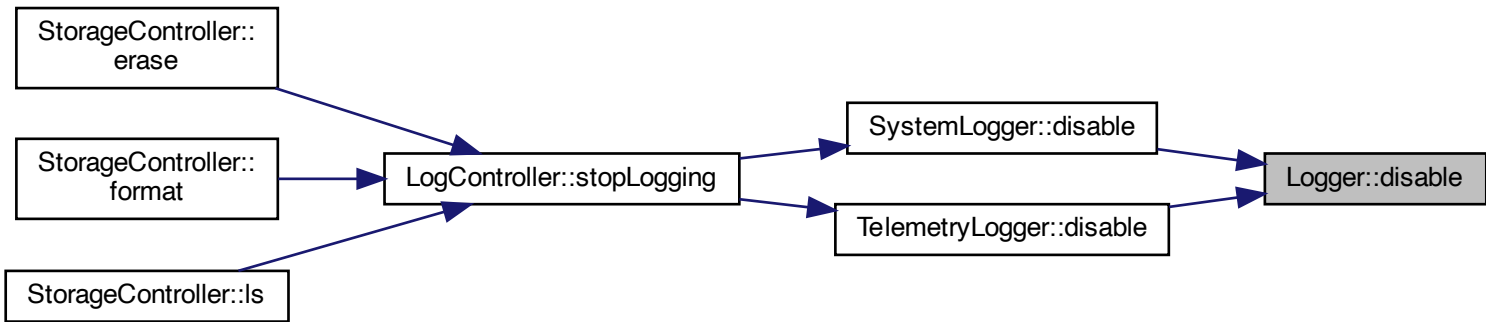 StorageController::
erase
StorageController::
format
StorageController::ls
LogController::stopLogging
SystemLogger::disable
TelemetryLogger::disable
Logger::disable